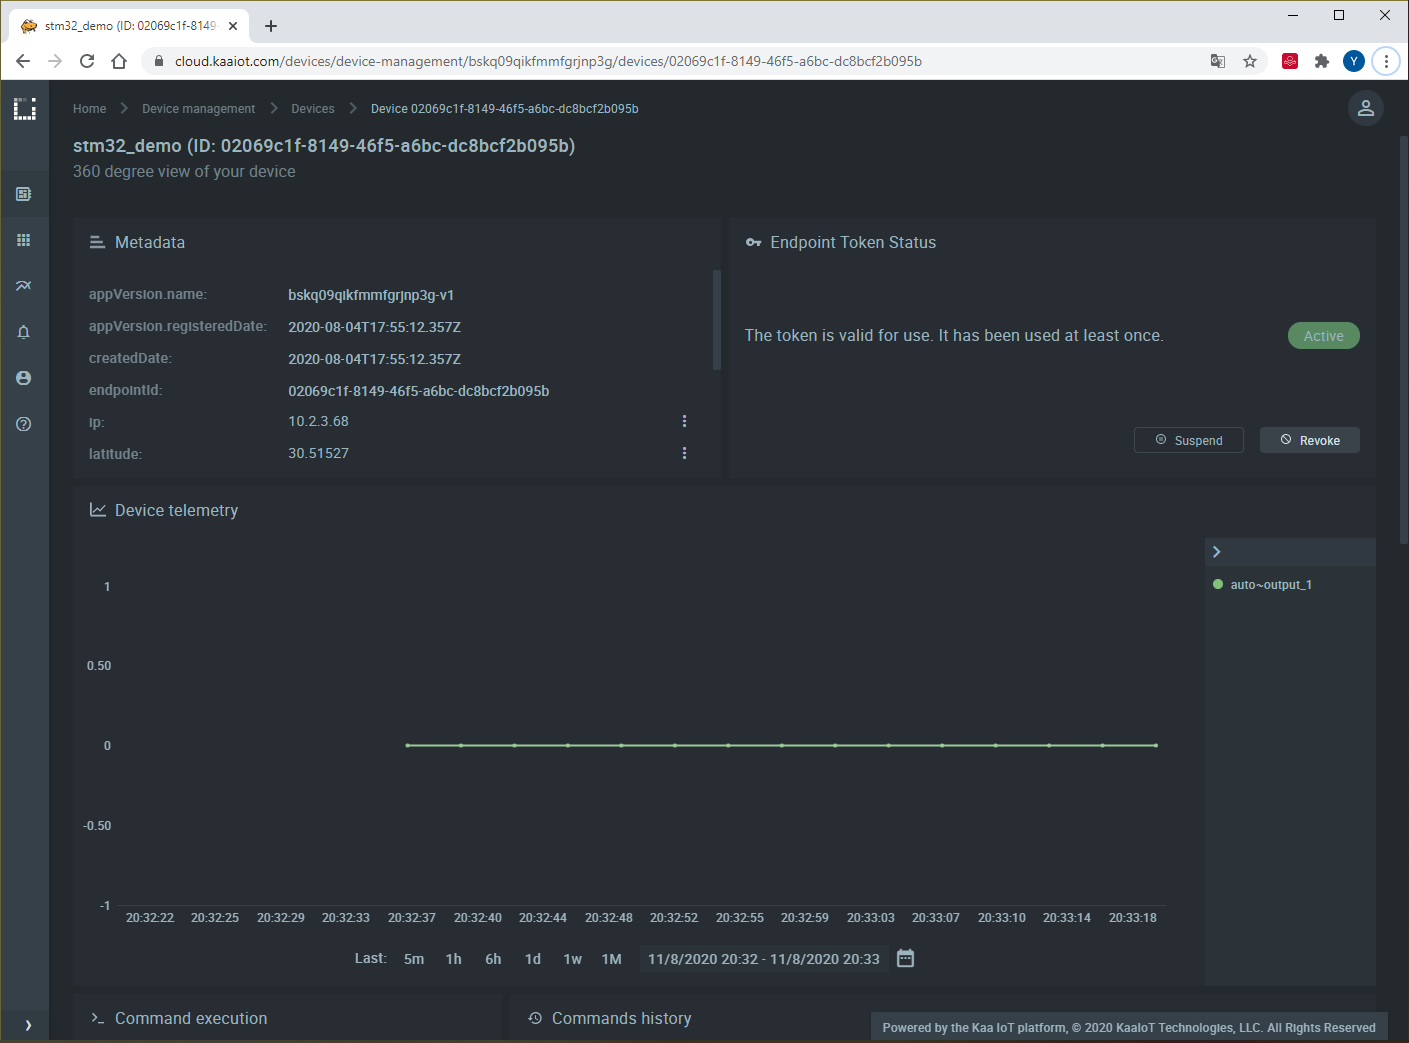 stm32_demo (ID: 02069c1f-8149-
cloud.kaaiot.com/devices/device-management/bskq09qikfmmfgrjnp3g/devices/02069c1f-8149-46f5-a6bc-dc8bcf2b095b
Y
Home Device management Devices Device 02069c1f-8149-46f5-a6bc-dc8bcf2b095b
stm32_demo (ID: 02069c1f-8149-46f5-a6bc-dc8bcf2b095b)
360 degree view of your device
Metadata
appVersion.name: bskq09qikfmmfgrjnp3g-v1
appVersion.registeredDate: 2020-08-04T17:55:12.357Z
createdDate: 2020-08-04T17:55:12.357Z
endpointId: 02069c1f-8149-46f5-a6bc-dc8bcf2b095b
ip: 10.2.3.68
latitude: 30.51527
Endpoint Token Status
The token is valid for use. It has been used at least once. Active
Suspend Revoke
Device telemetry
auto~output_1
1
0.50
0
-0.50
-1
20:32:22 20:32:25 20:32:29 20:32:33 20:32:37 20:32:40 20:32:44 20:32:48 20:32:52 20:32:55 20:32:59 20:33:03 20:33:07 20:33:10 20:33:14 20:33:18
Last: 5m 1h 6h 1d 1w 1M 11/8/2020 20:32 - 11/8/2020 20:33
Command execution
Commands history
Powered by the Kaa IoT platform, © 2020 KaaIoT Technologies, LLC. All Rights Reserved